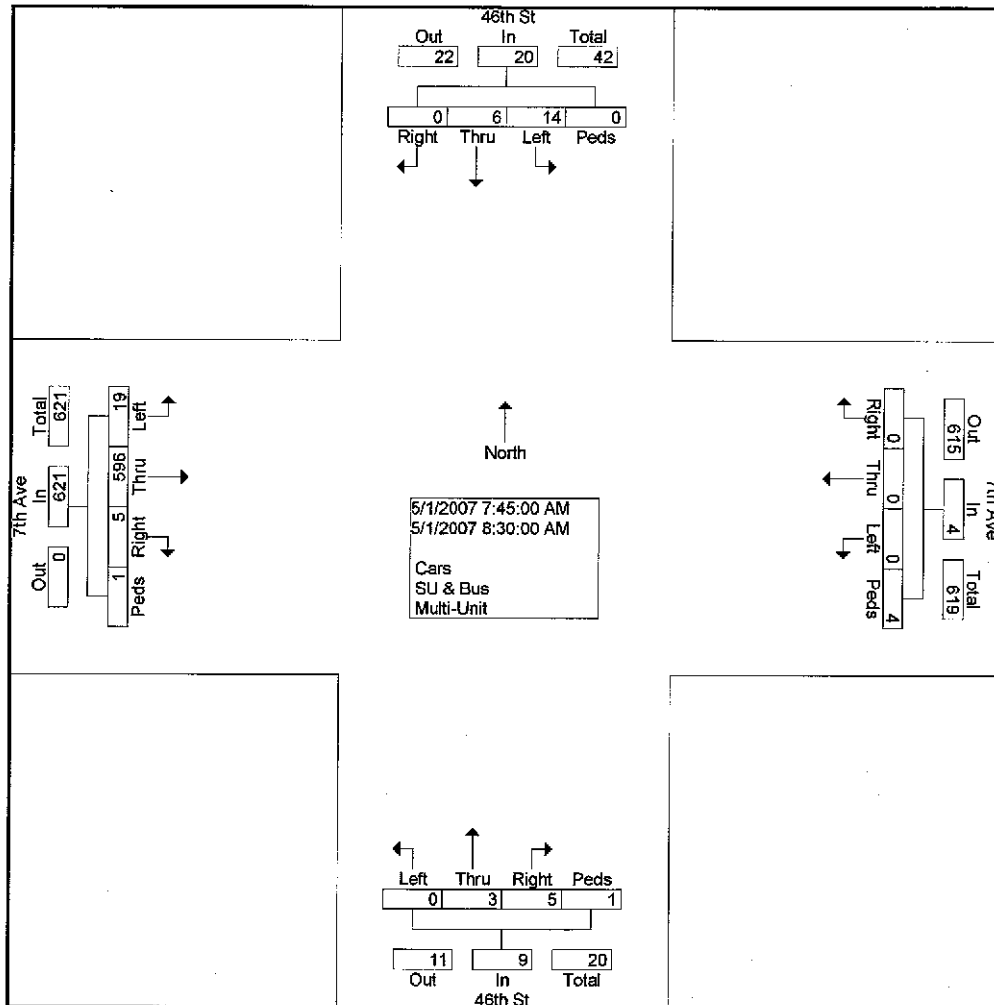 46th St
Out In Total
22 20 42
0 6 14 0
Right Thru Left Peds
7th Ave
Total In Out
621 621 0
19 596 5 1
Left Thru Right Peds
North
5/1/2007 7:45:00 AM
5/1/2007 8:30:00 AM
Cars
SU & Bus
Multi-Unit
Right Thru Left Peds
0 0 0 4
Out In Total
615 4 619
7th Ave
Left Thru Right Peds
0 3 5 1
11 9 20
Out In Total
46th St